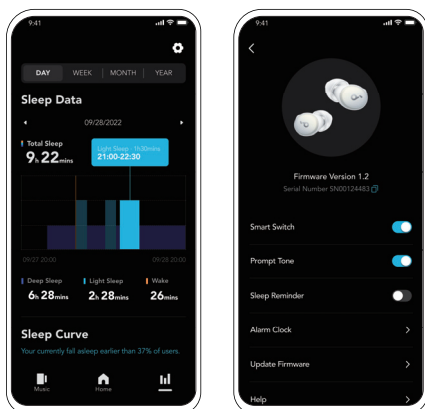 9:41
DAY WEEK MONTH YEAR
Sleep Data
09/28/2022
Total Sleep
9h 22mins
Light Sleep · 1h30mins
21:00-22:30
09/27 20:00 09/28 20:00
Deep Sleep Light Sleep Wake
6h 28mins 2h 28mins 26mins
Sleep Curve
Your currently fall asleep earlier than 37% of users.
Music Home
9:41
Firmware Version 1.2
Serial Number SN00124483
Smart Switch
Prompt Tone
Sleep Reminder
Alarm Clock
Update Firmware
Help